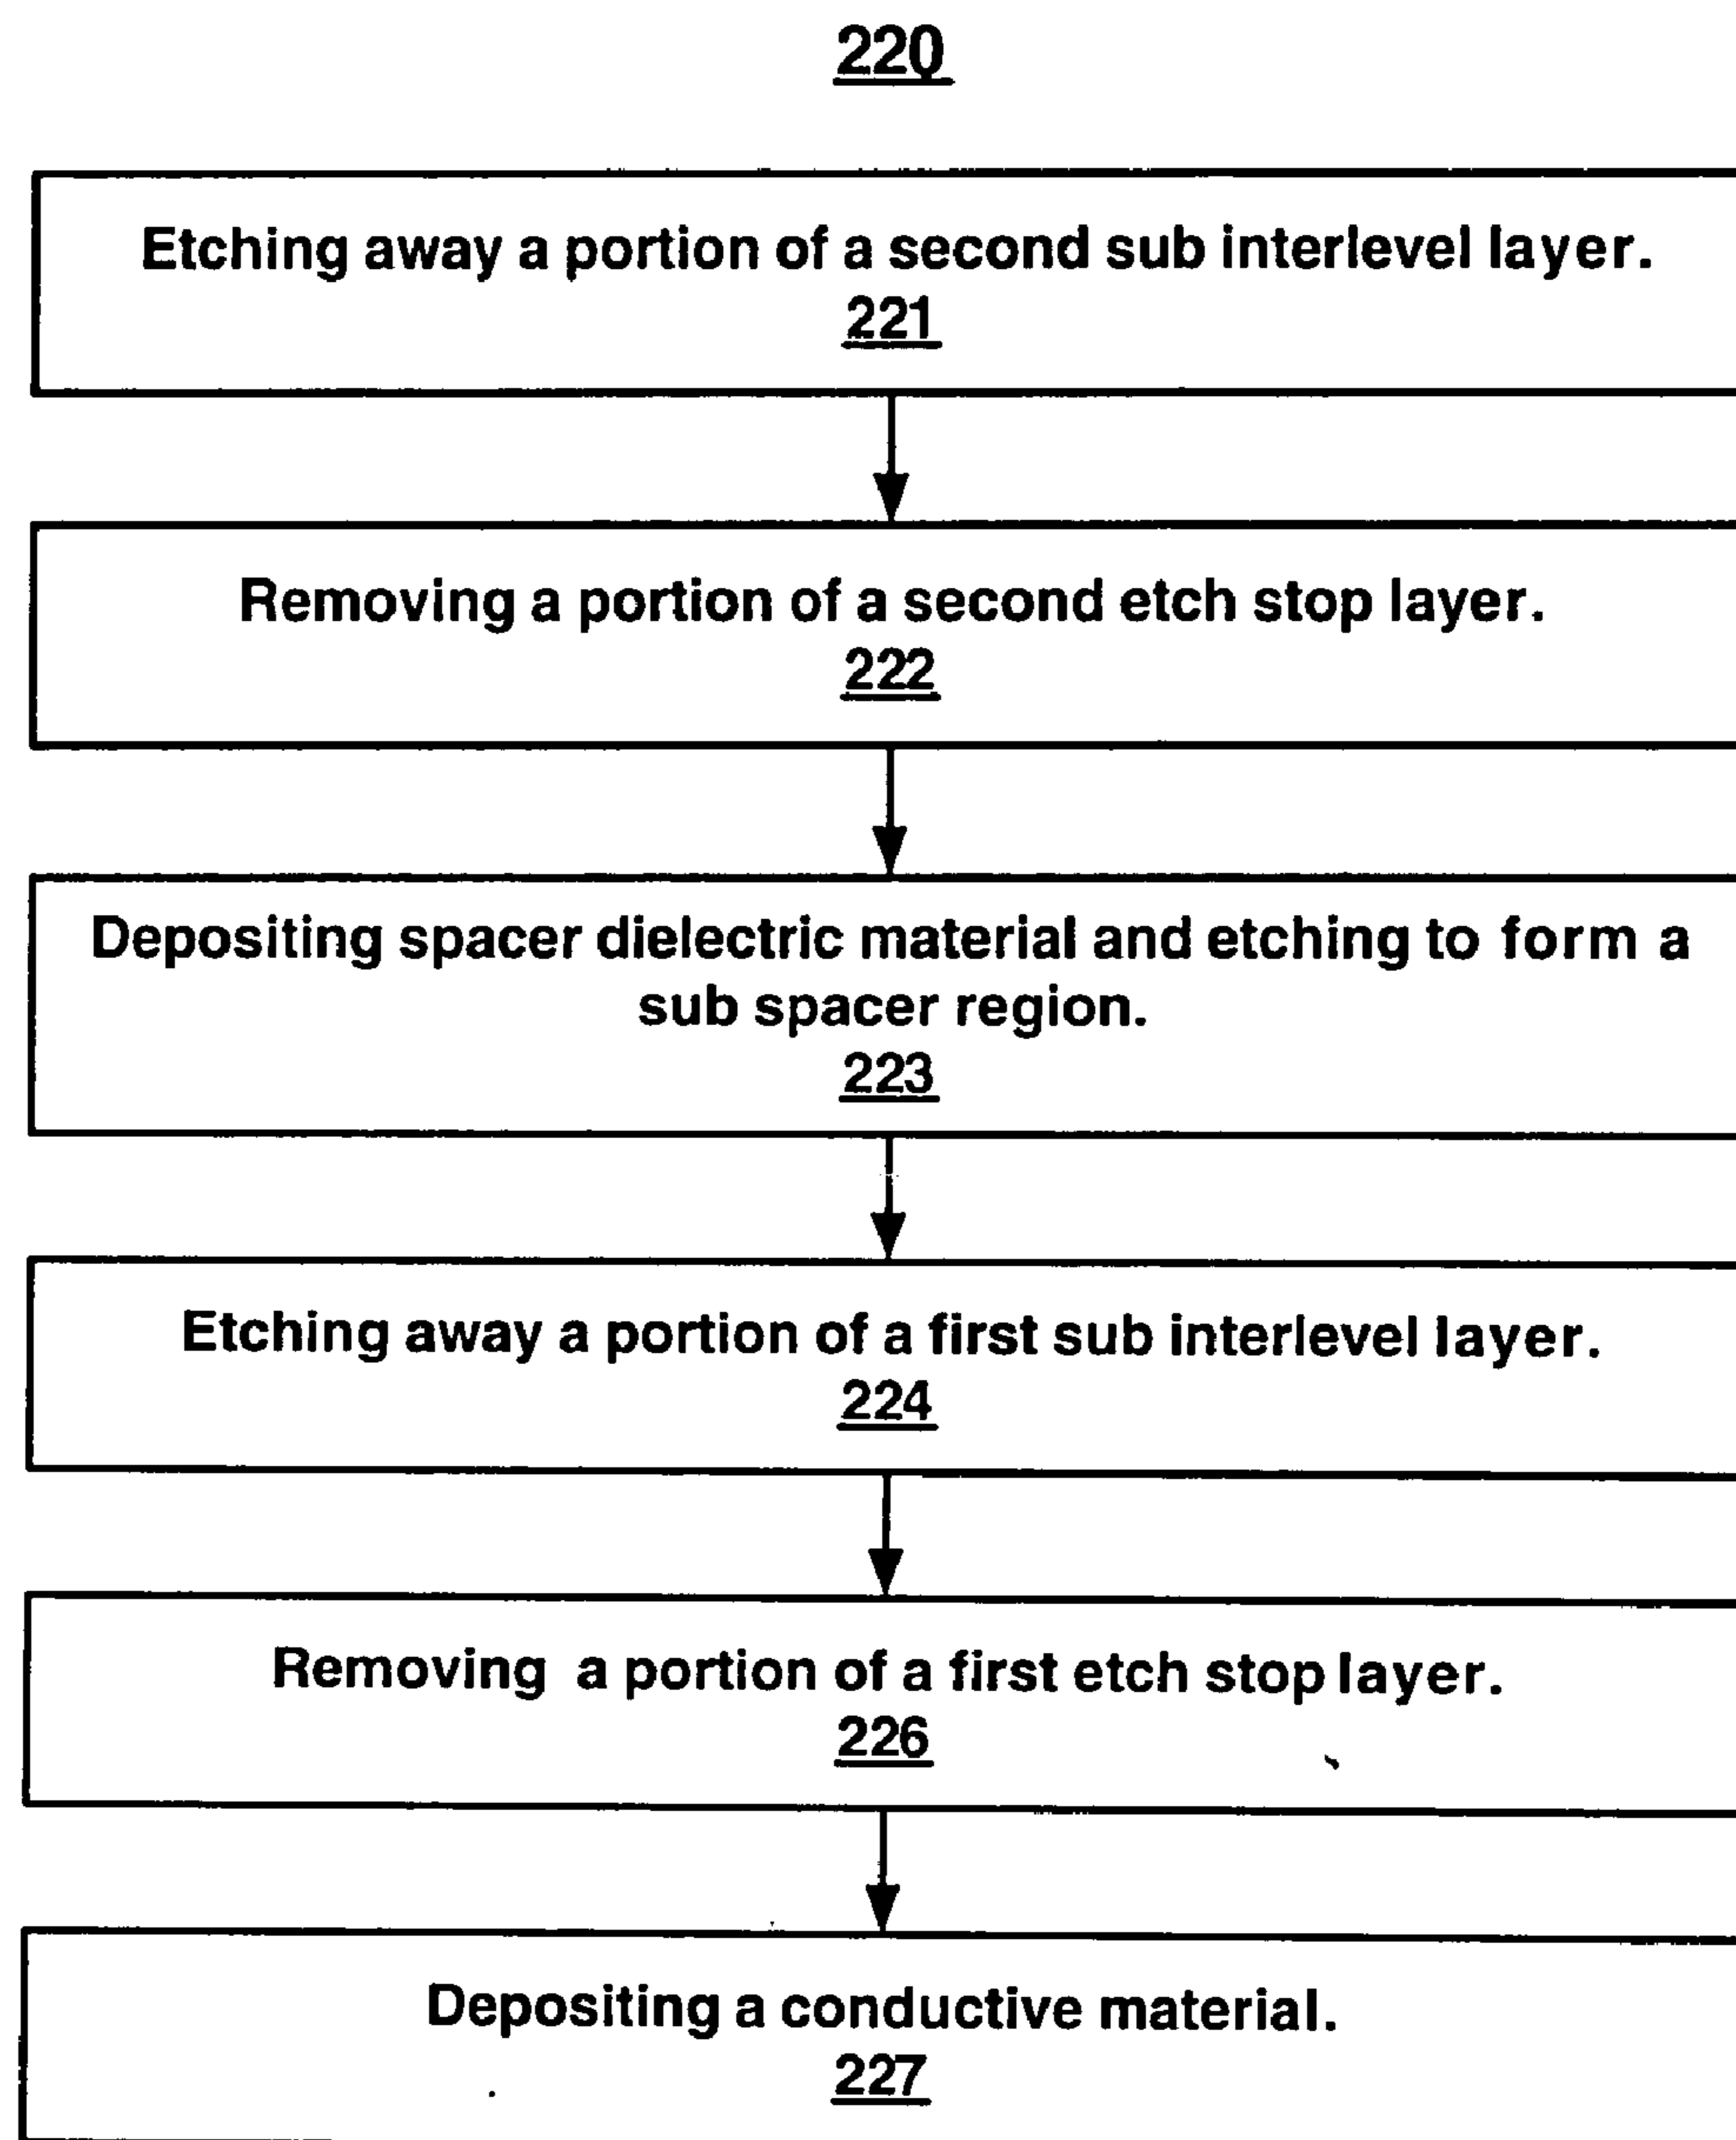 220
Etching away a portion of a second sub interlevel layer.
221
Removing a portion of a second etch stop layer.
222
Depositing spacer dielectric material and etching to form a
sub spacer region.
223
Etching away a portion of a first sub interlevel layer.
224
Removing a portion of a first etch stop layer.
226
Depositing a conductive material.
227